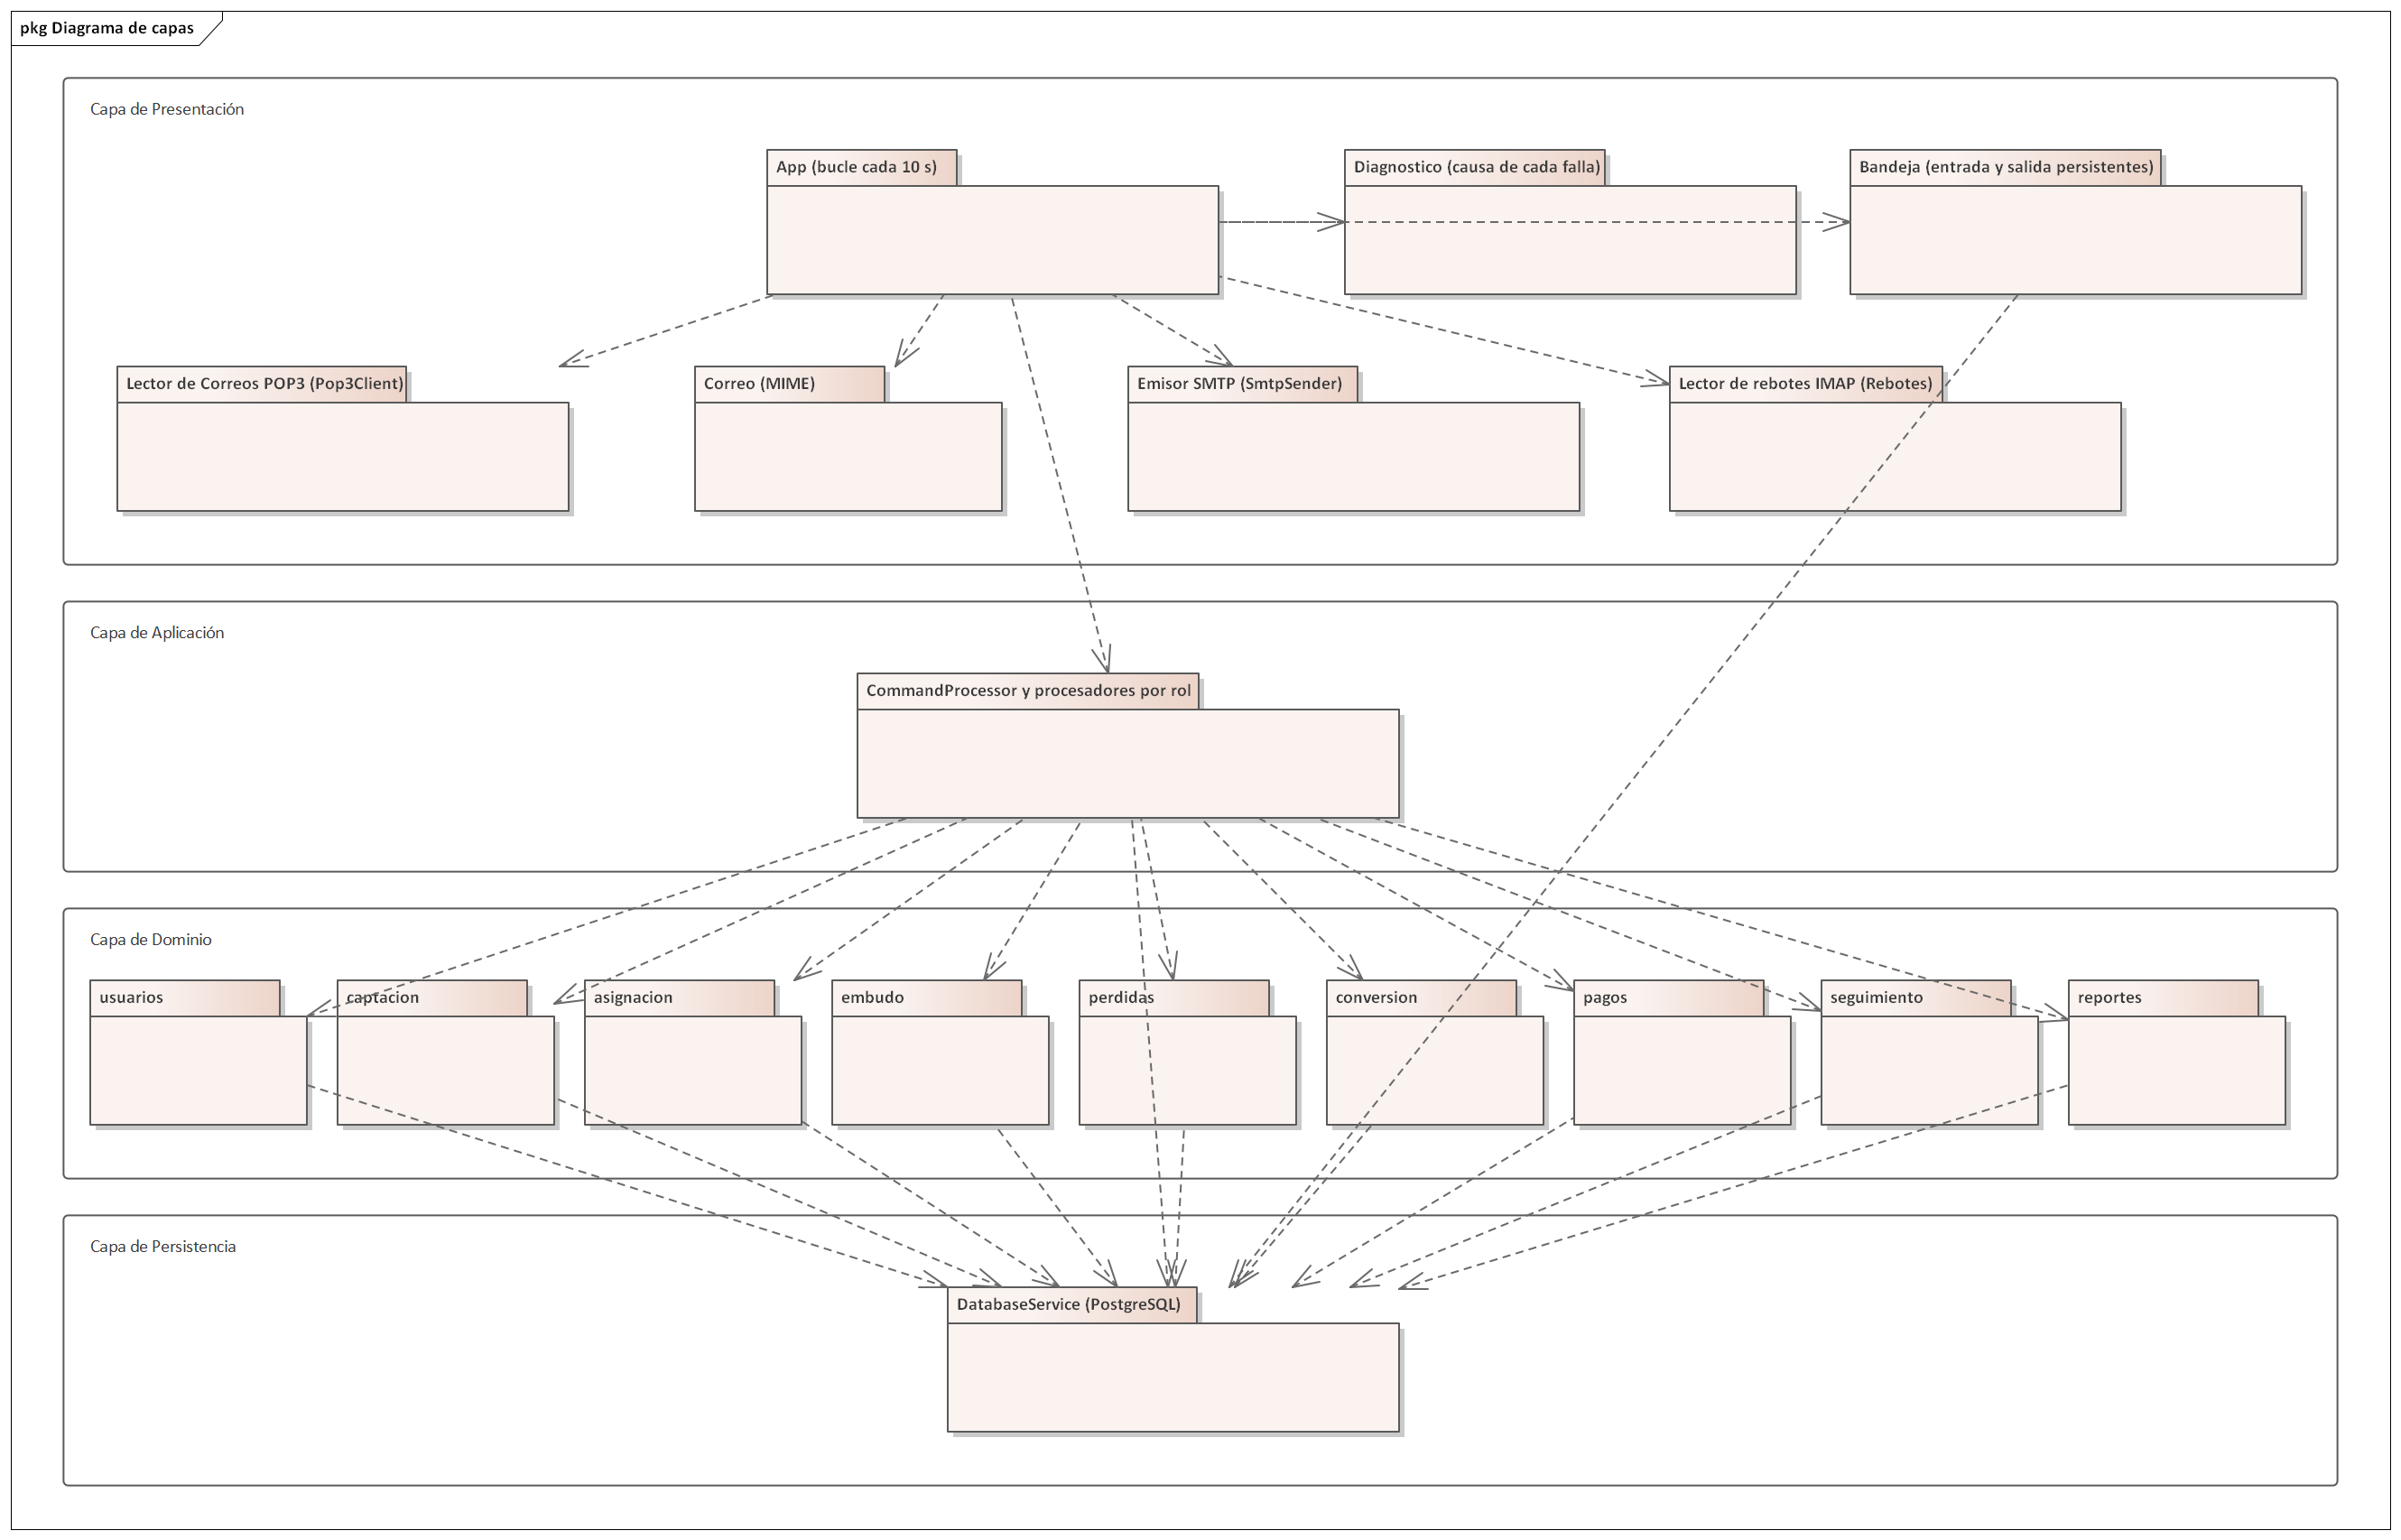 pkg Diagrama de capas
Capa de Presentación
App (bucle cada 10 s)
Diagnostico (causa de cada falla)
Bandeja (entrada y salida persistentes)
Lector de Correos POP3 (Pop3Client)
Correo (MIME)
Emisor SMTP (SmtpSender)
Lector de rebotes IMAP (Rebotes)
Capa de Aplicación
CommandProcessor y procesadores por rol
Capa de Dominio
usuarios
captacion
asignacion
embudo
perdidas
conversion
pagos
seguimiento
reportes
Capa de Persistencia
DatabaseService (PostgreSQL)